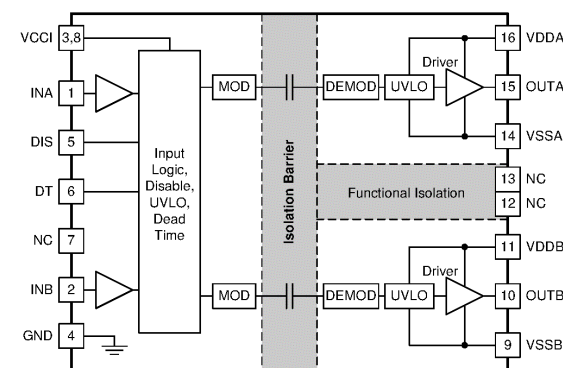 VCCI 3,8
16 VDDA
Driver
INA 1
MOD
DEMOD
UVLO
15 OUTA
DIS 5
14 VSSA
Input
Logic,
Disable,
UVLO,
Dead
Time
Isolation Barrier
Functional Isolation
13 NC
12 NC
DT 6
NC 7
11 VDDB
Driver
INB 2
MOD
DEMOD
UVLO
10 OUTB
GND 4
9 VSSB